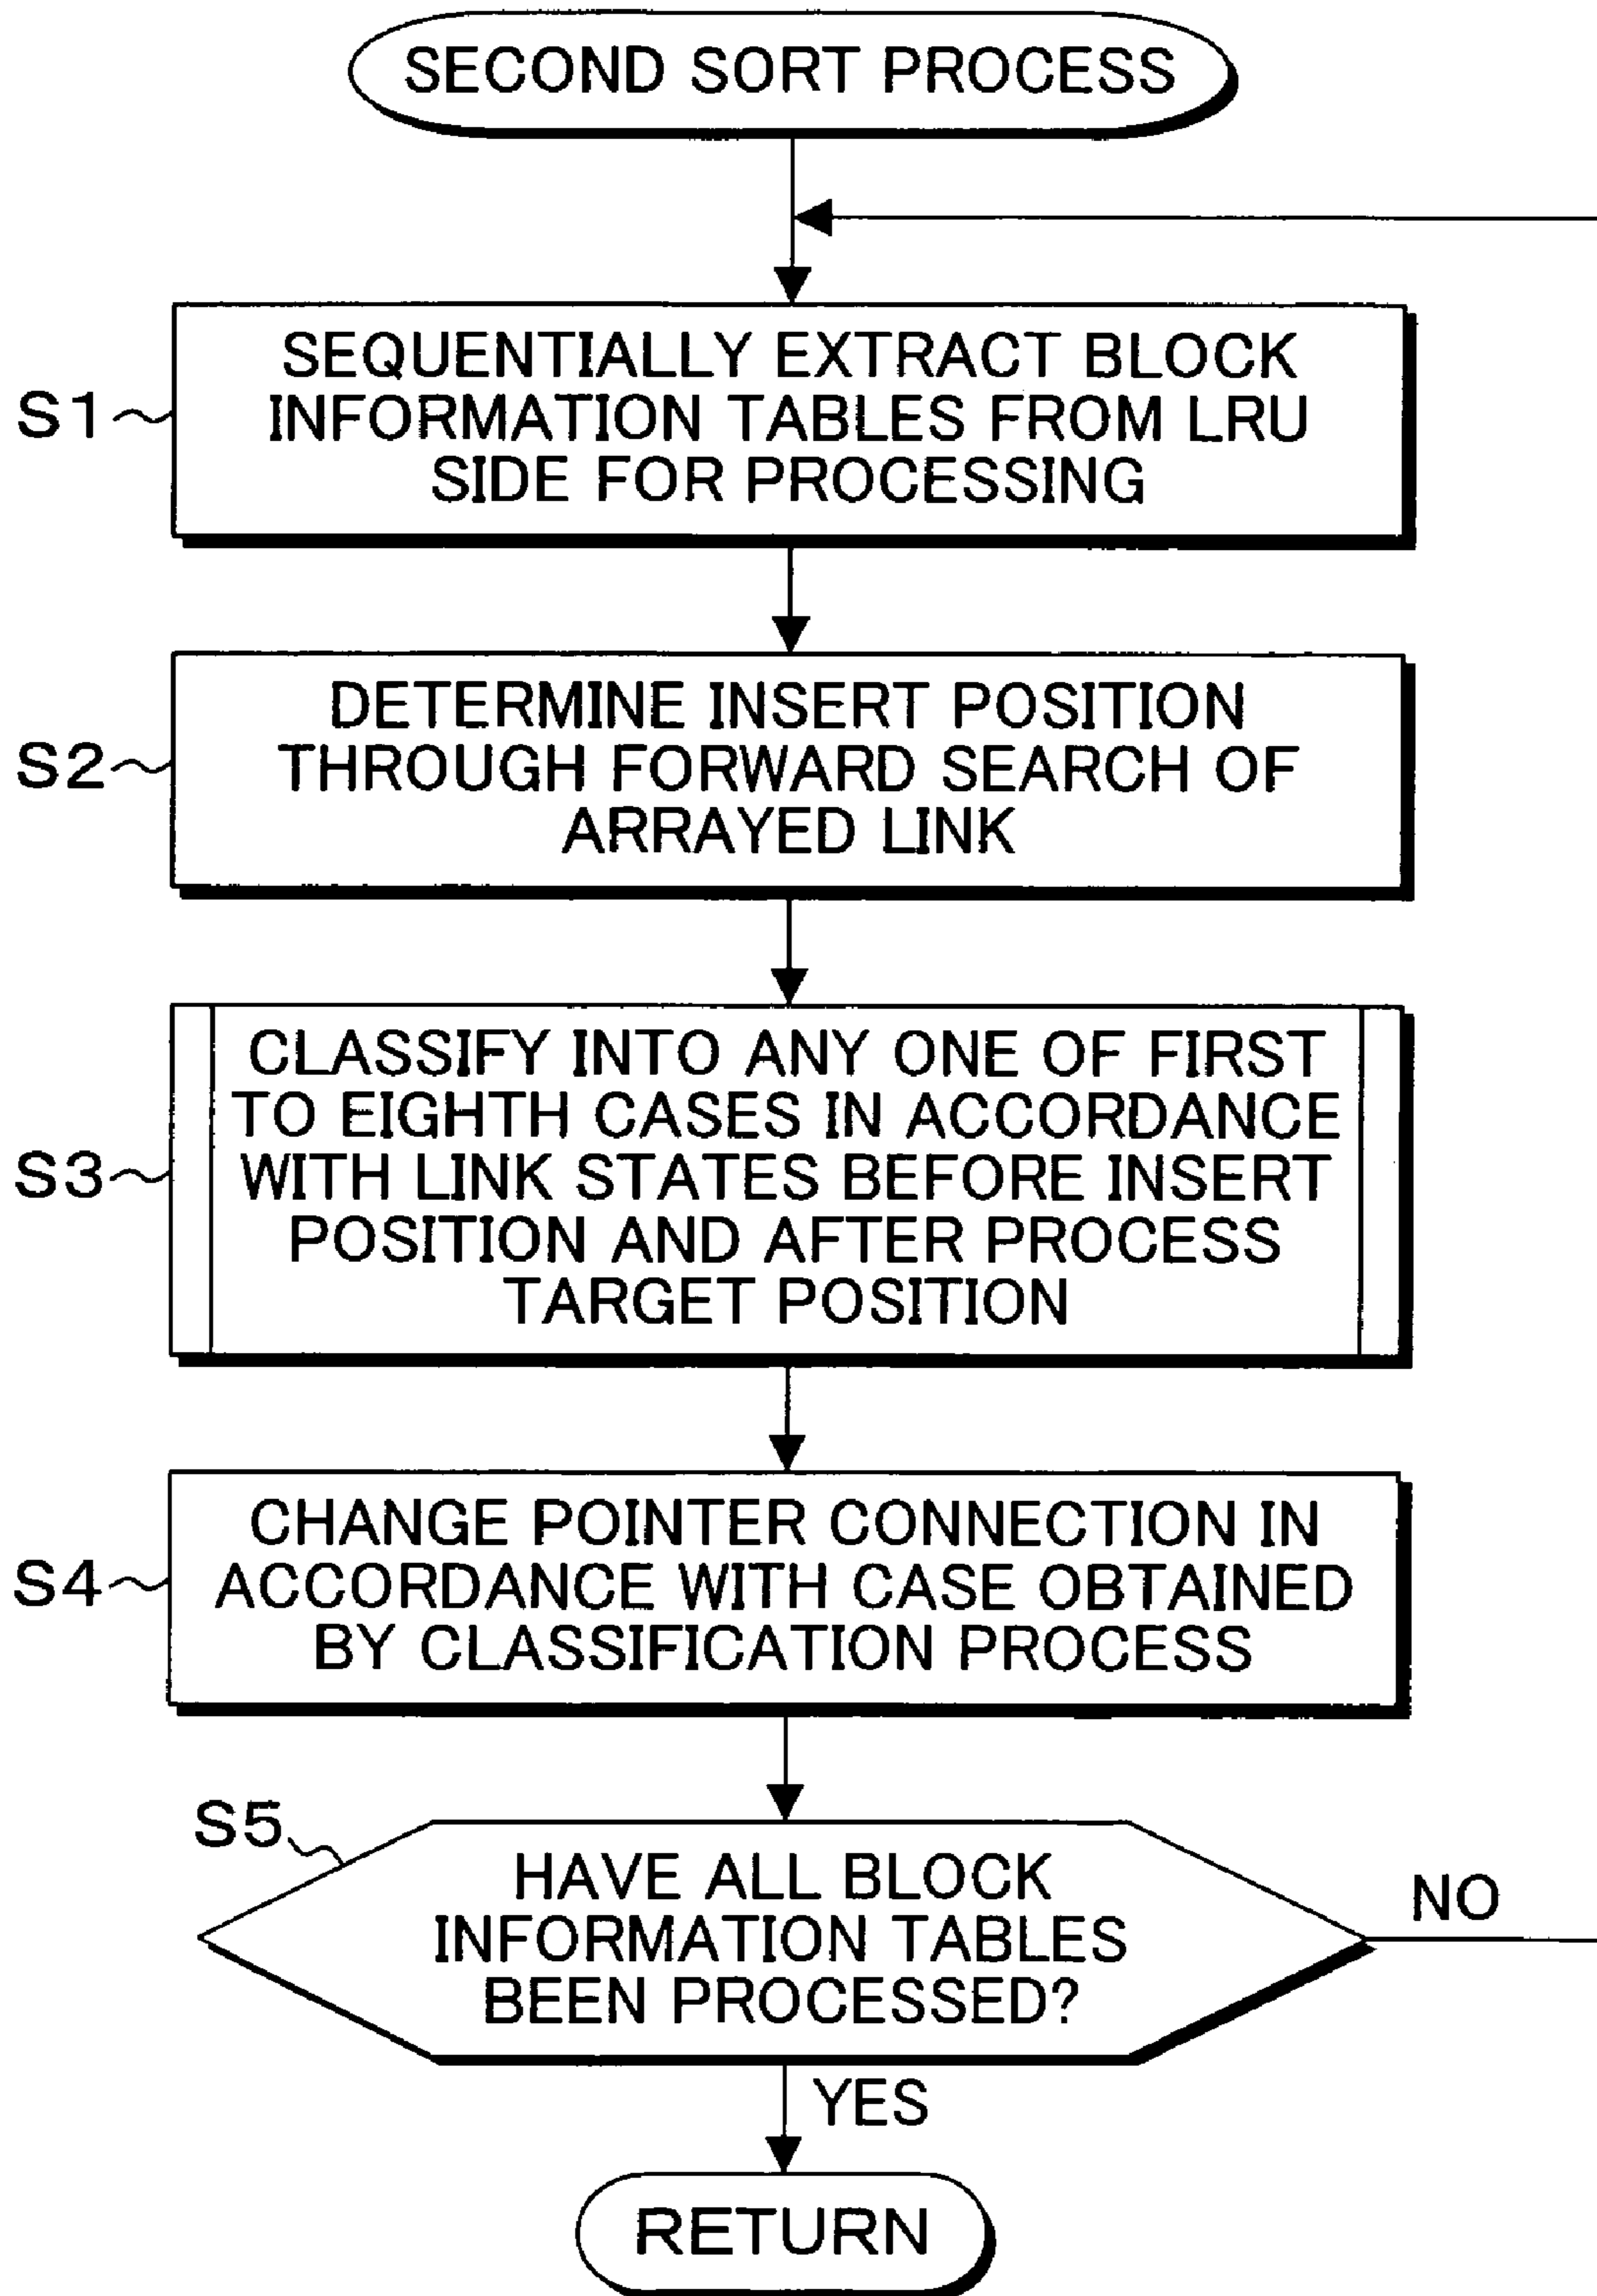 SECOND SORT PROCESS
S1
SEQUENTIALLY EXTRACT BLOCK
INFORMATION TABLES FROM LRU
SIDE FOR PROCESSING
S2
DETERMINE INSERT POSITION
THROUGH FORWARD SEARCH OF
ARRAYED LINK
S3
CLASSIFY INTO ANY ONE OF FIRST
TO EIGHTH CASES IN ACCORDANCE
WITH LINK STATES BEFORE INSERT
POSITION AND AFTER PROCESS
TARGET POSITION
S4
CHANGE POINTER CONNECTION IN
ACCORDANCE WITH CASE OBTAINED
BY CLASSIFICATION PROCESS
S5
HAVE ALL BLOCK
INFORMATION TABLES
BEEN PROCESSED?
NO
YES
RETURN